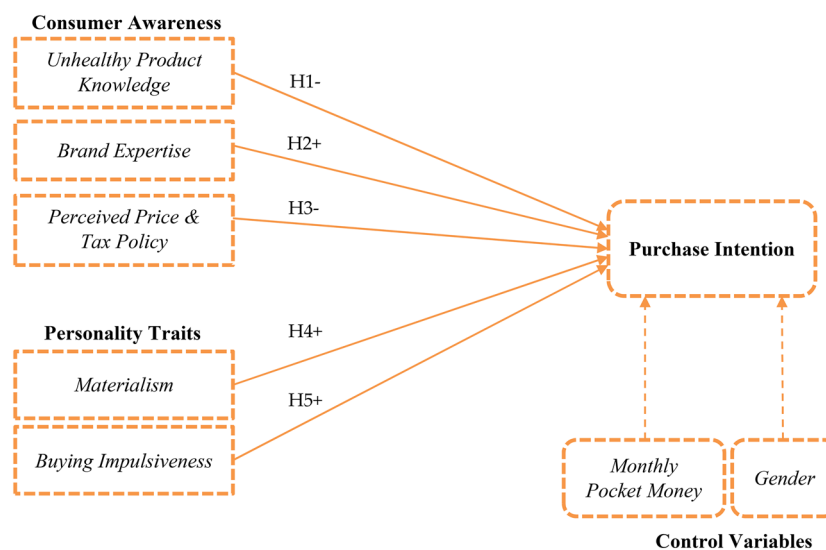 Consumer Awareness
Unhealthy Product
Knowledge
H1-
Brand Expertise
H2+
Perceived Price &
Tax Policy
H3-
Purchase Intention
Personality Traits
Materialism
H4+
Buying Impulsiveness
H5+
Monthly
Pocket Money
Gender
Control Variables